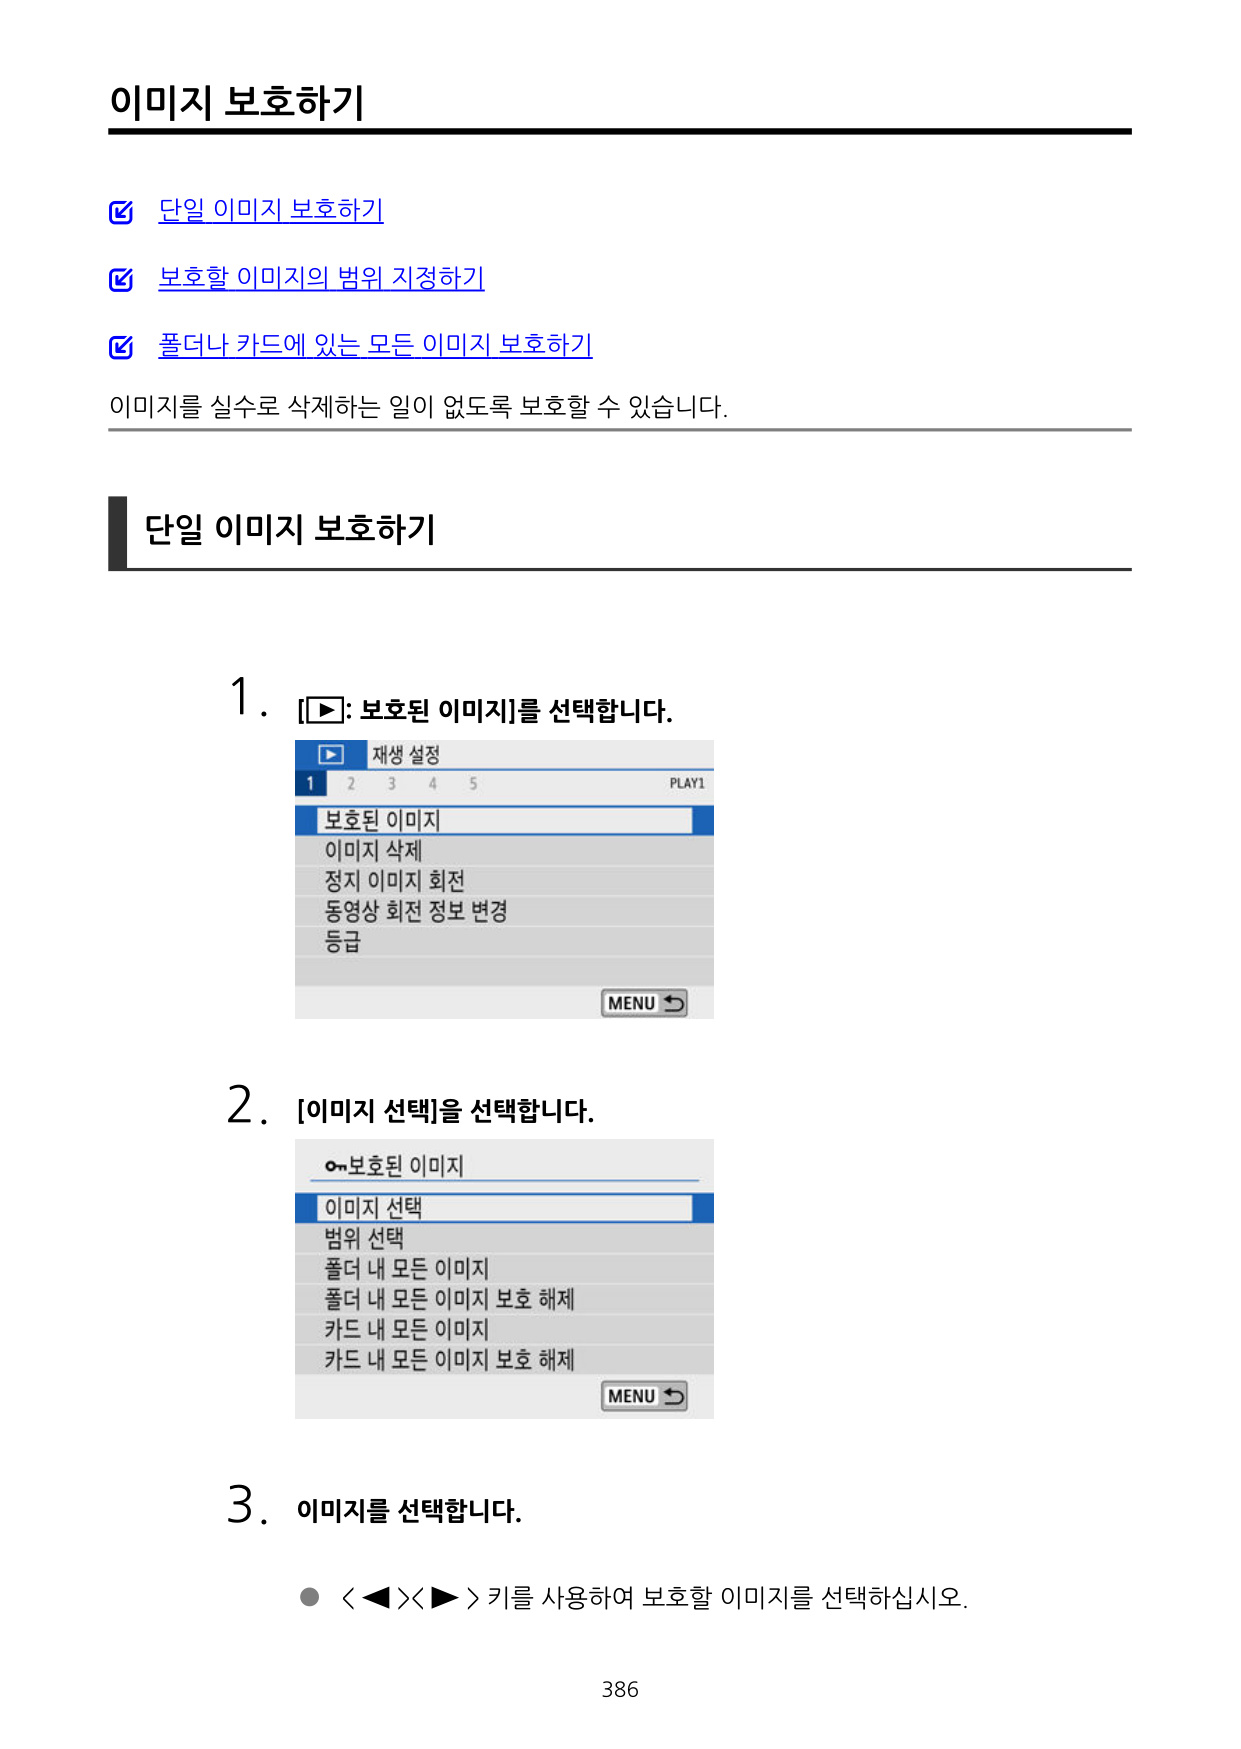 이미지 보호하기
단일 이미지 보호하기
보호할 이미지의 범위 지정하기
폴더나 카드에 있는 모든 이미지 보호하기
이미지를 실수로 삭제하는 일이 없도록 보호할 수 있습니다.
단일 이미지 보호하기
1. [▶: 보호된 이미지]를 선택합니다.
재생 설정
1 2 3 4 5 PLAY1
보호된 이미지
이미지 삭제
정지 이미지 회전
동영상 회전 정보 변경
등급
MENU
2. [이미지 선택]을 선택합니다.
보호된 이미지
이미지 선택
범위 선택
폴더 내 모든 이미지
폴더 내 모든 이미지 보호 해제
카드 내 모든 이미지
카드 내 모든 이미지 보호 해제
MENU
3. 이미지를 선택합니다.
● < ◀ >< ▶ > 키를 사용하여 보호할 이미지를 선택하십시오.
386